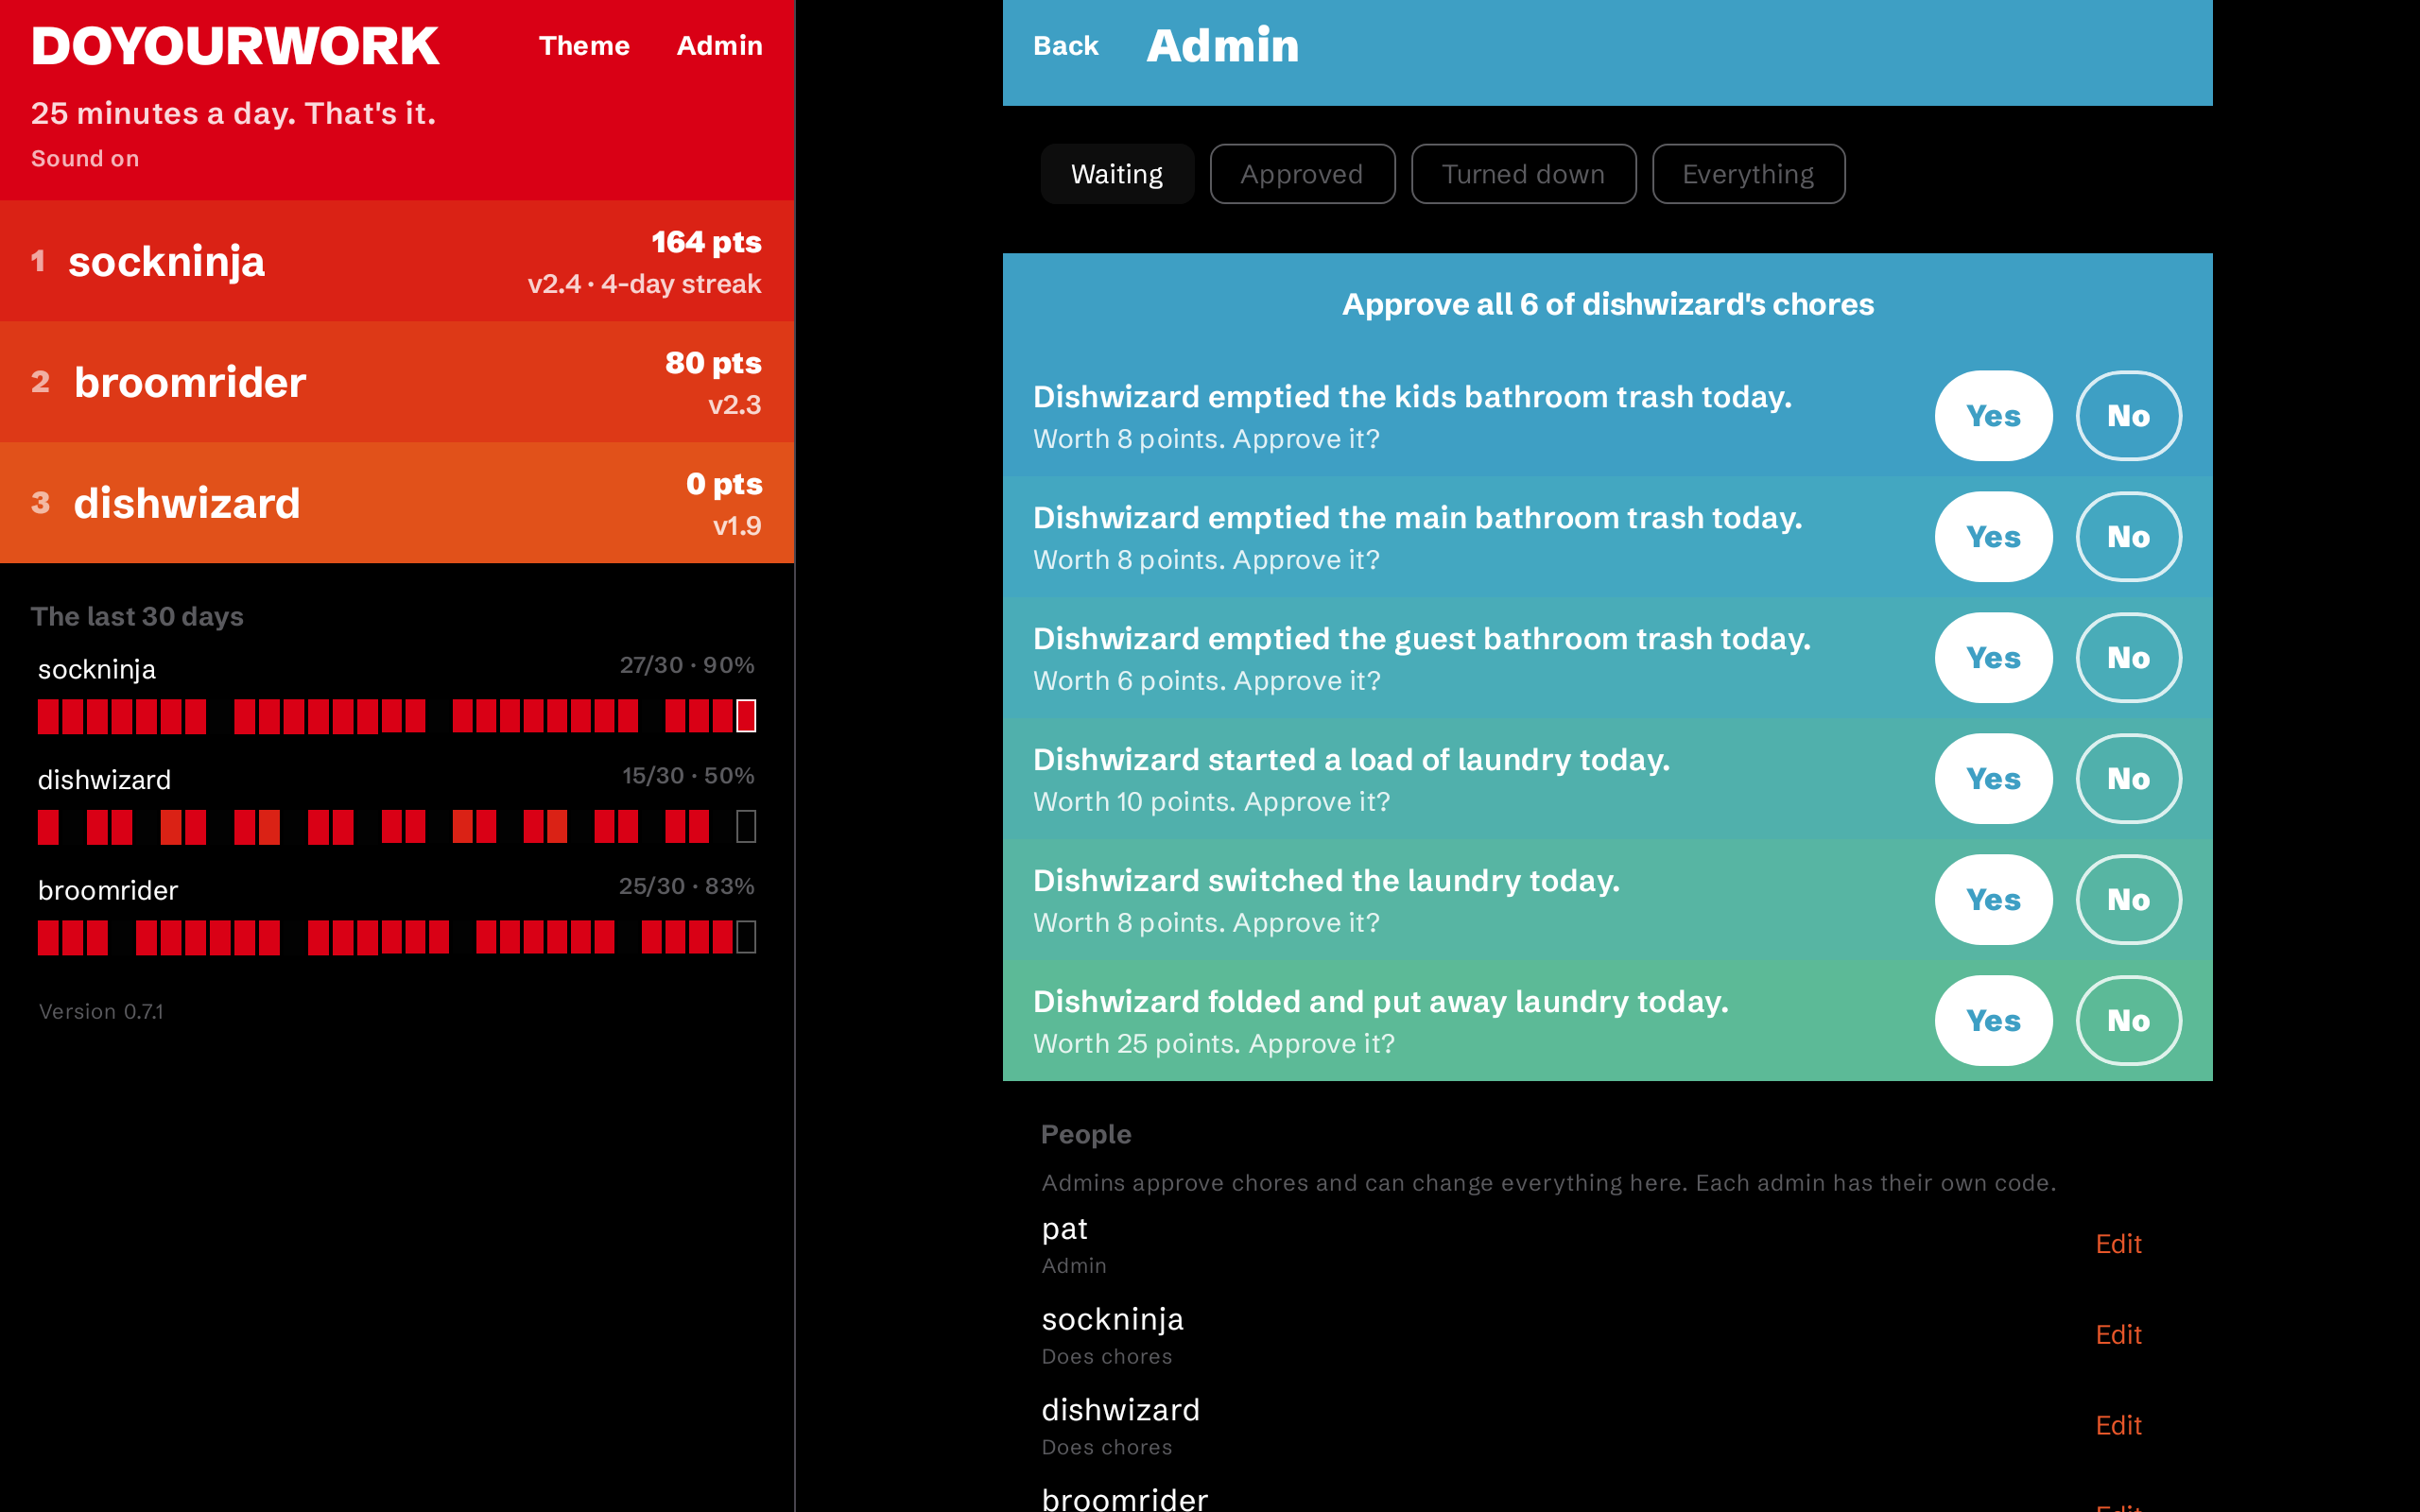 DOYOURWORK
Theme
Admin
25 minutes a day. That's it.
Sound on
1 sockninja
164 pts
v2.4 · 4-day streak
2 broomrider
80 pts
v2.3
3 dishwizard
0 pts
v1.9
The last 30 days
sockninja
27/30 · 90%
dishwizard
15/30 · 50%
broomrider
25/30 · 83%
Version 0.7.1
Back
Admin
Waiting
Approved
Turned down
Everything
Approve all 6 of dishwizard's chores
Dishwizard emptied the kids bathroom trash today.
Worth 8 points. Approve it?
Yes
No
Dishwizard emptied the main bathroom trash today.
Worth 8 points. Approve it?
Yes
No
Dishwizard emptied the guest bathroom trash today.
Worth 6 points. Approve it?
Yes
No
Dishwizard started a load of laundry today.
Worth 10 points. Approve it?
Yes
No
Dishwizard switched the laundry today.
Worth 8 points. Approve it?
Yes
No
Dishwizard folded and put away laundry today.
Worth 25 points. Approve it?
Yes
No
People
Admins approve chores and can change everything here. Each admin has their own code.
pat
Admin
Edit
sockninja
Does chores
Edit
dishwizard
Does chores
Edit
broomrider
Edit